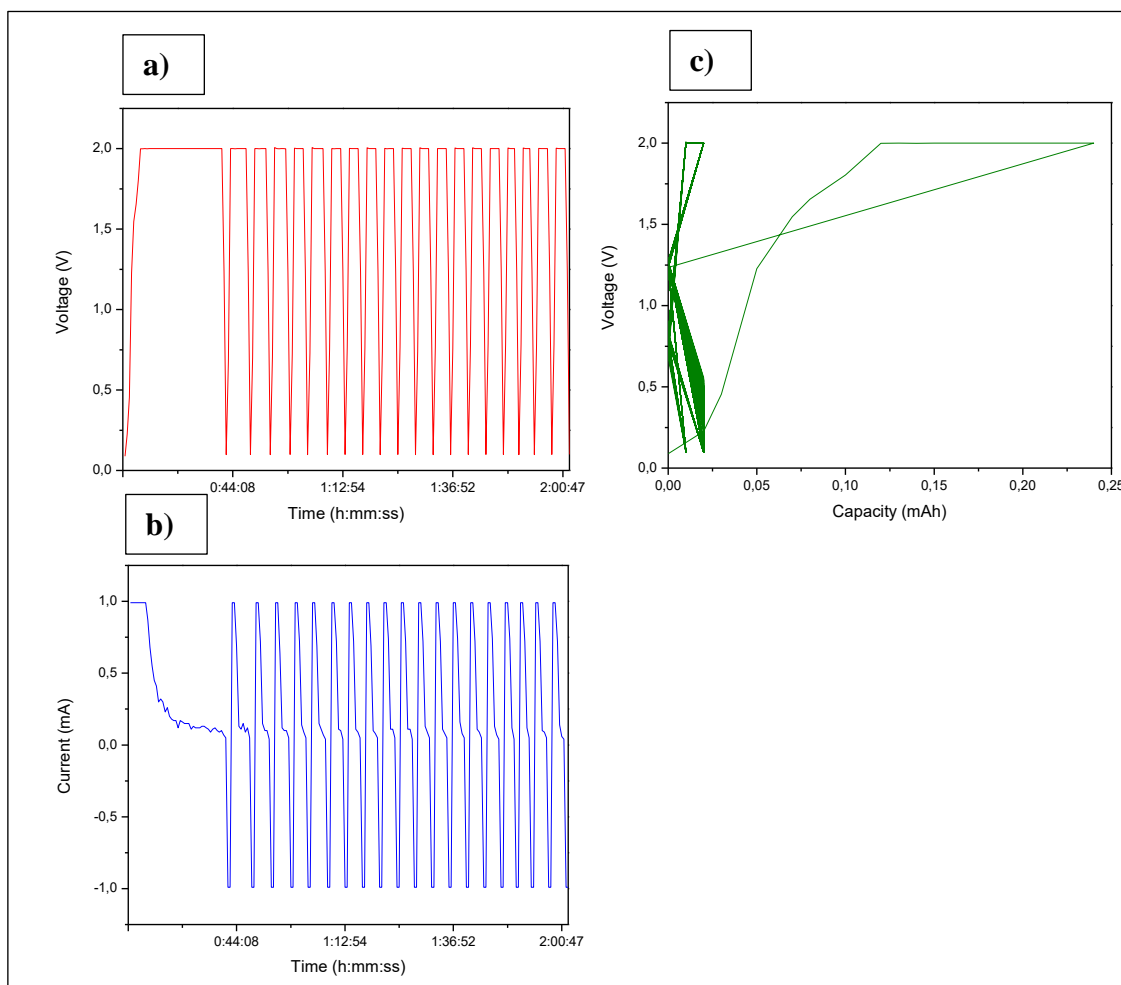 a)
2,0
1,5
1,0
0,5
0,0
Voltage (V)
0:44:08 1:12:54 1:36:52 2:00:47
Time (h:mm:ss)
c)
2,0
1,5
1,0
0,5
0,0
Voltage (V)
0,00 0,05 0,10 0,15 0,20 0,25
Capacity (mAh)
b)
1,0
0,5
0,0
-0,5
-1,0
Current (mA)
0:44:08 1:12:54 1:36:52 2:00:47
Time (h:mm:ss)